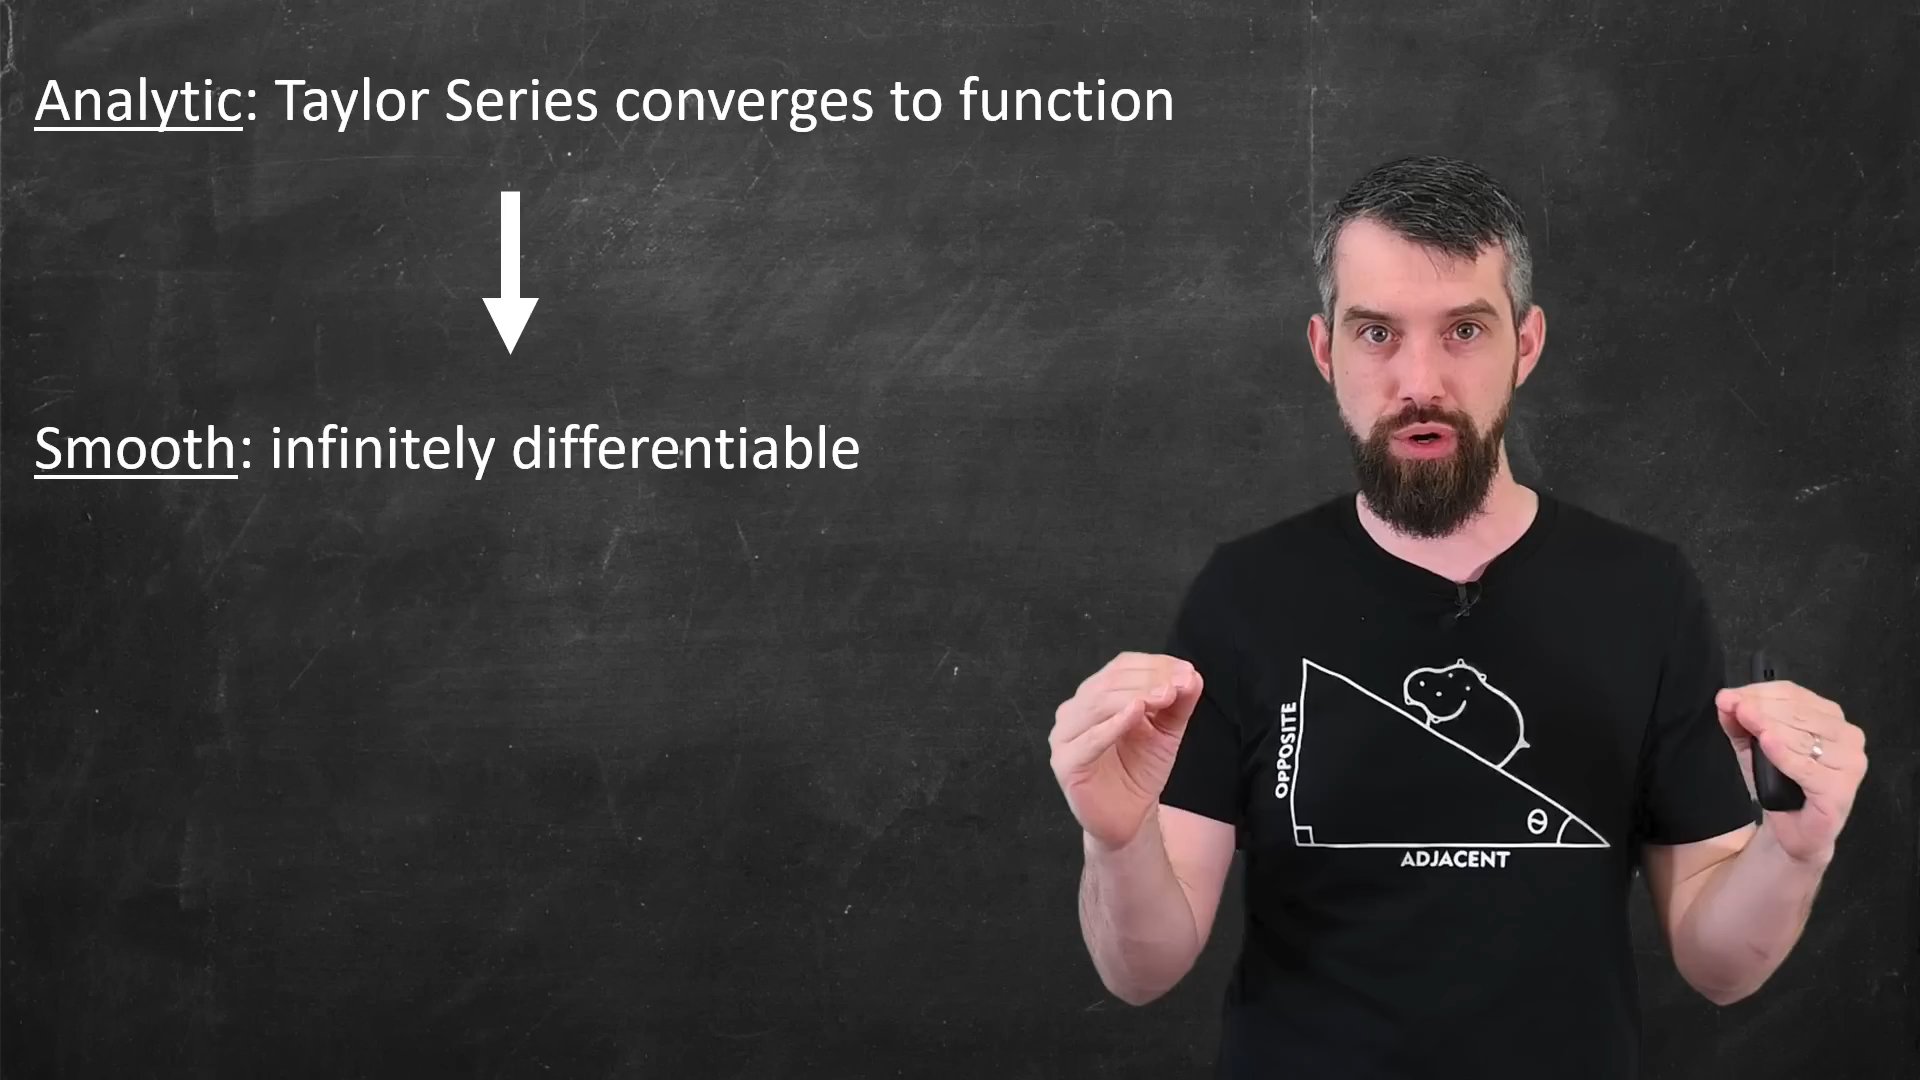 Analytic: Taylor Series converges to function
Smooth: infinitely differentiable
OPPOSITE
θ
ADJACENT